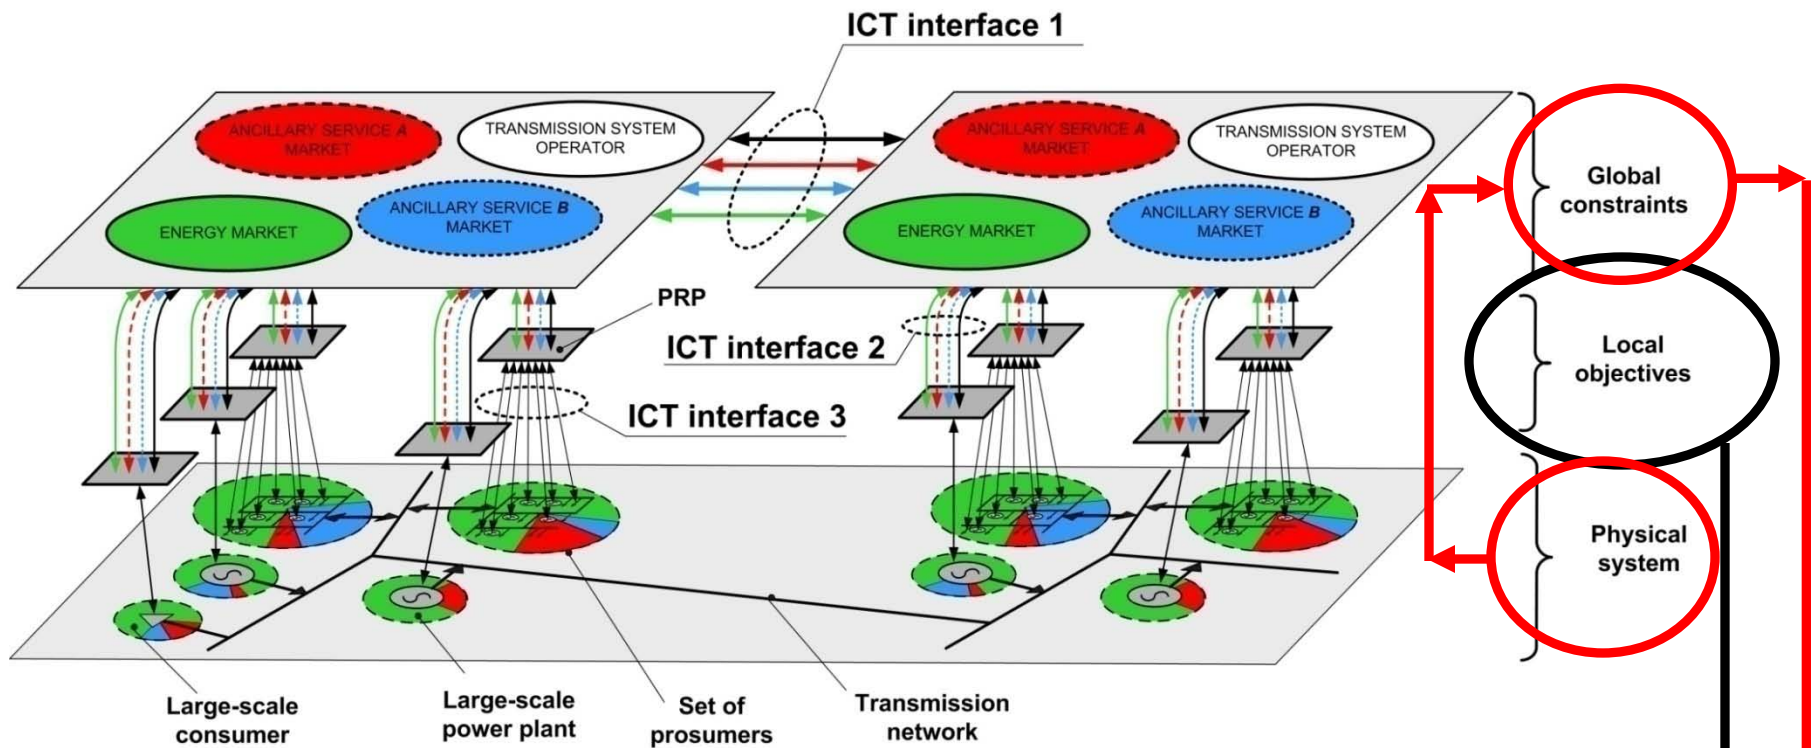 ICT interface 1
ANCILLARY SERVICE A
MARKET
TRANSMISSION SYSTEM
OPERATOR
ENERGY MARKET
ANCILLARY SERVICE B
MARKET
ANCILLARY SERVICE A
MARKET
TRANSMISSION SYSTEM
OPERATOR
ENERGY MARKET
ANCILLARY SERVICE B
MARKET
Global
constraints
PRP
ICT interface 2
ICT interface 3
Local
objectives
Physical
system
Large-scale
consumer
Large-scale
power plant
Set of
prosumers
Transmission
network